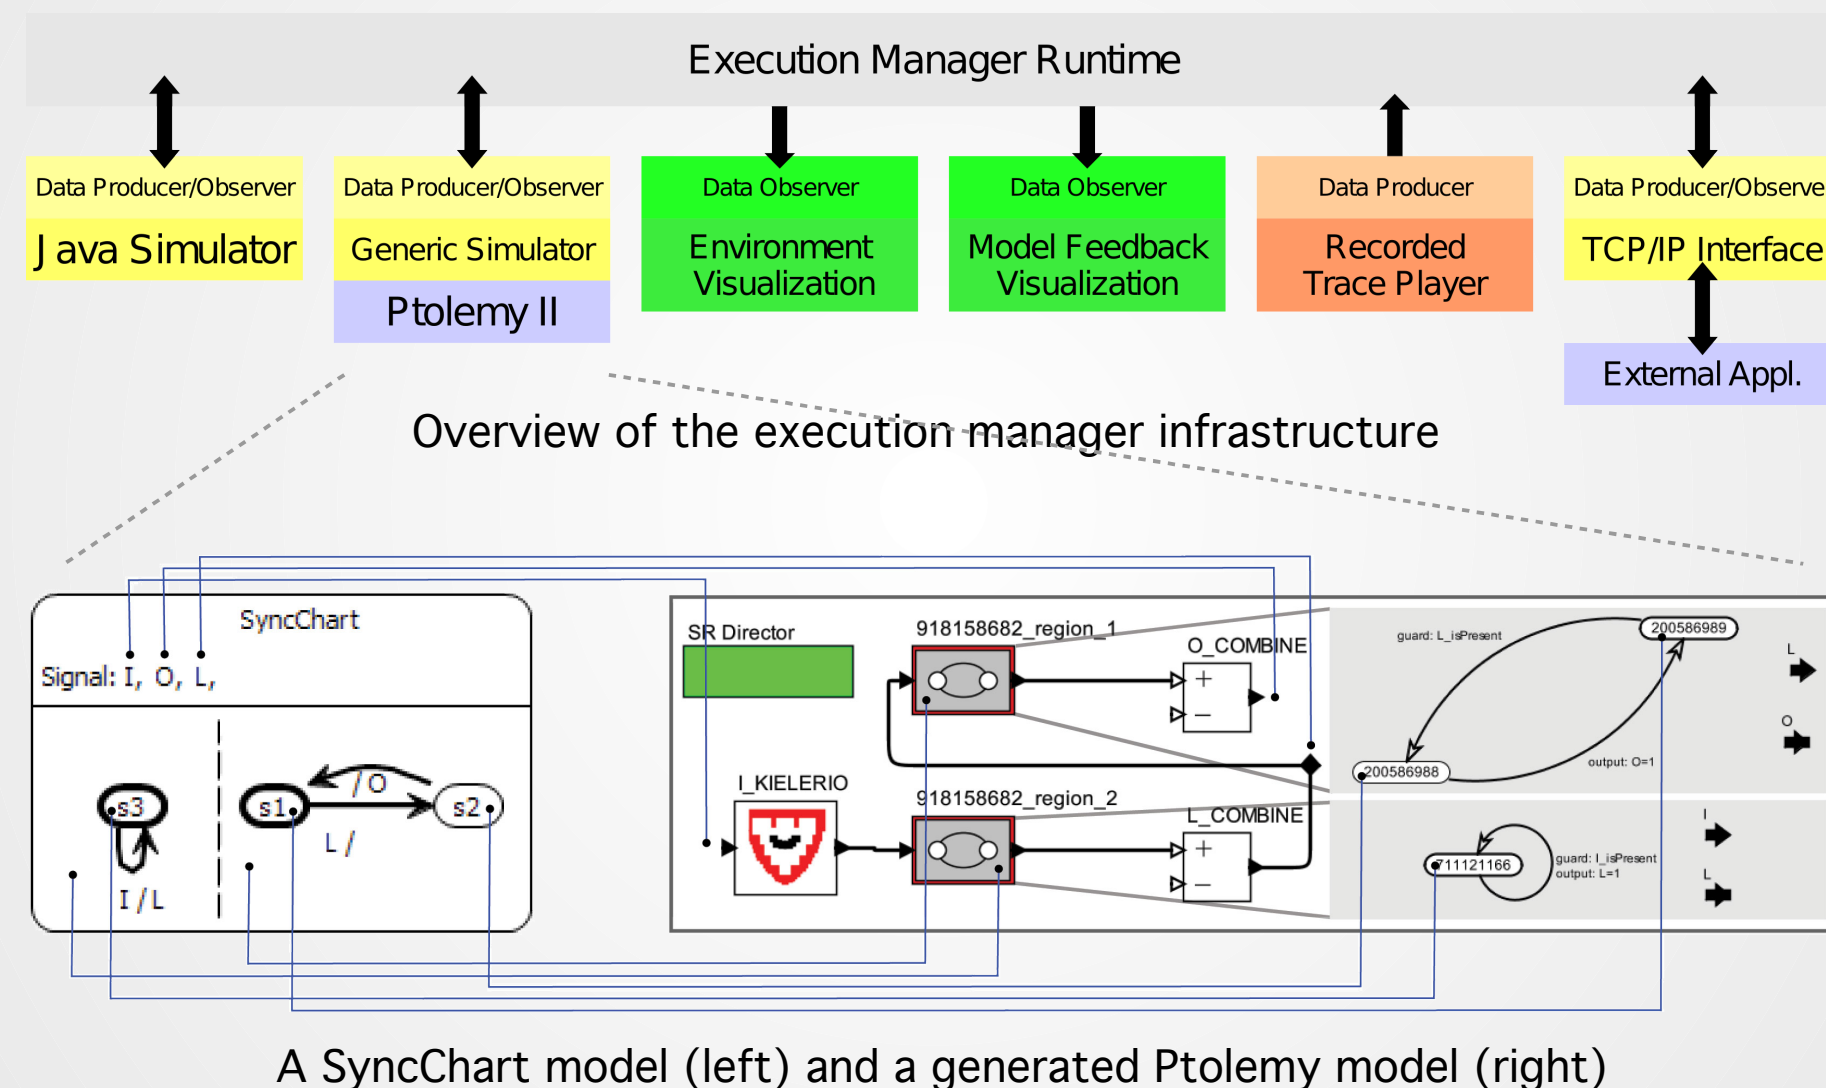 Execution Manager Runtime
Data Producer/Observer
Java Simulator
Data Producer/Observer
Generic Simulator
Ptolemy II
Data Observer
Environment
Visualization
Data Observer
Model Feedback
Visualization
Data Producer
Recorded
Trace Player
Data Producer/Observe
TCP/IP Interface
External Appl.
Overview of the execution manager infrastructure
SyncChart
Signal: I, O, L,
s3
I / L
s1
/ O
s2
L /
SR Director
918158682_region_1
O_COMBINE
+
−
I_KIELERIO
918158682_region_2
L_COMBINE
+
−
guard: L_isPresent
200586989
200586988
output: O=1
L
O
711121166
guard: I_isPresent
output: L=1
I
L
A SyncChart model (left) and a generated Ptolemy model (right)